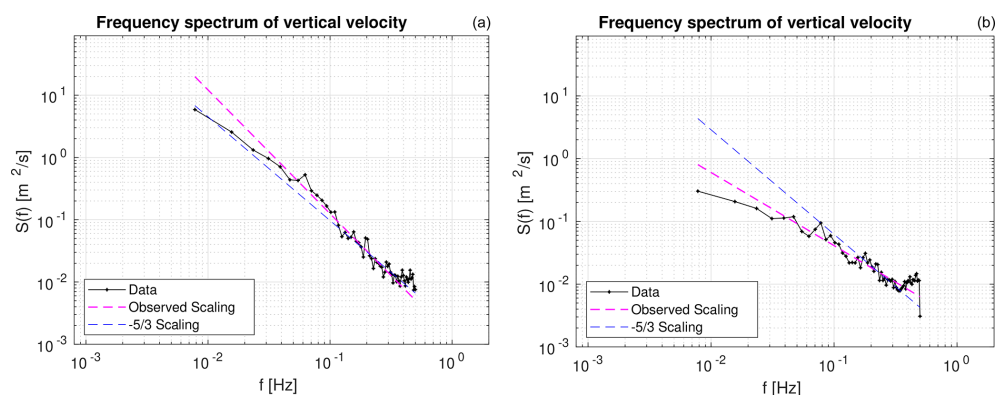 Frequency spectrum of vertical velocity (a)
10^1
10^0
10^-1
10^-2
10^-3
S(f) [m^2/s]
Data
Observed Scaling
-5/3 Scaling
10^-3 10^-2 10^-1 10^0
f [Hz]
Frequency spectrum of vertical velocity (b)
10^1
10^0
10^-1
10^-2
10^-3
S(f) [m^2/s]
Data
Observed Scaling
-5/3 Scaling
10^-3 10^-2 10^-1 10^0
f [Hz]